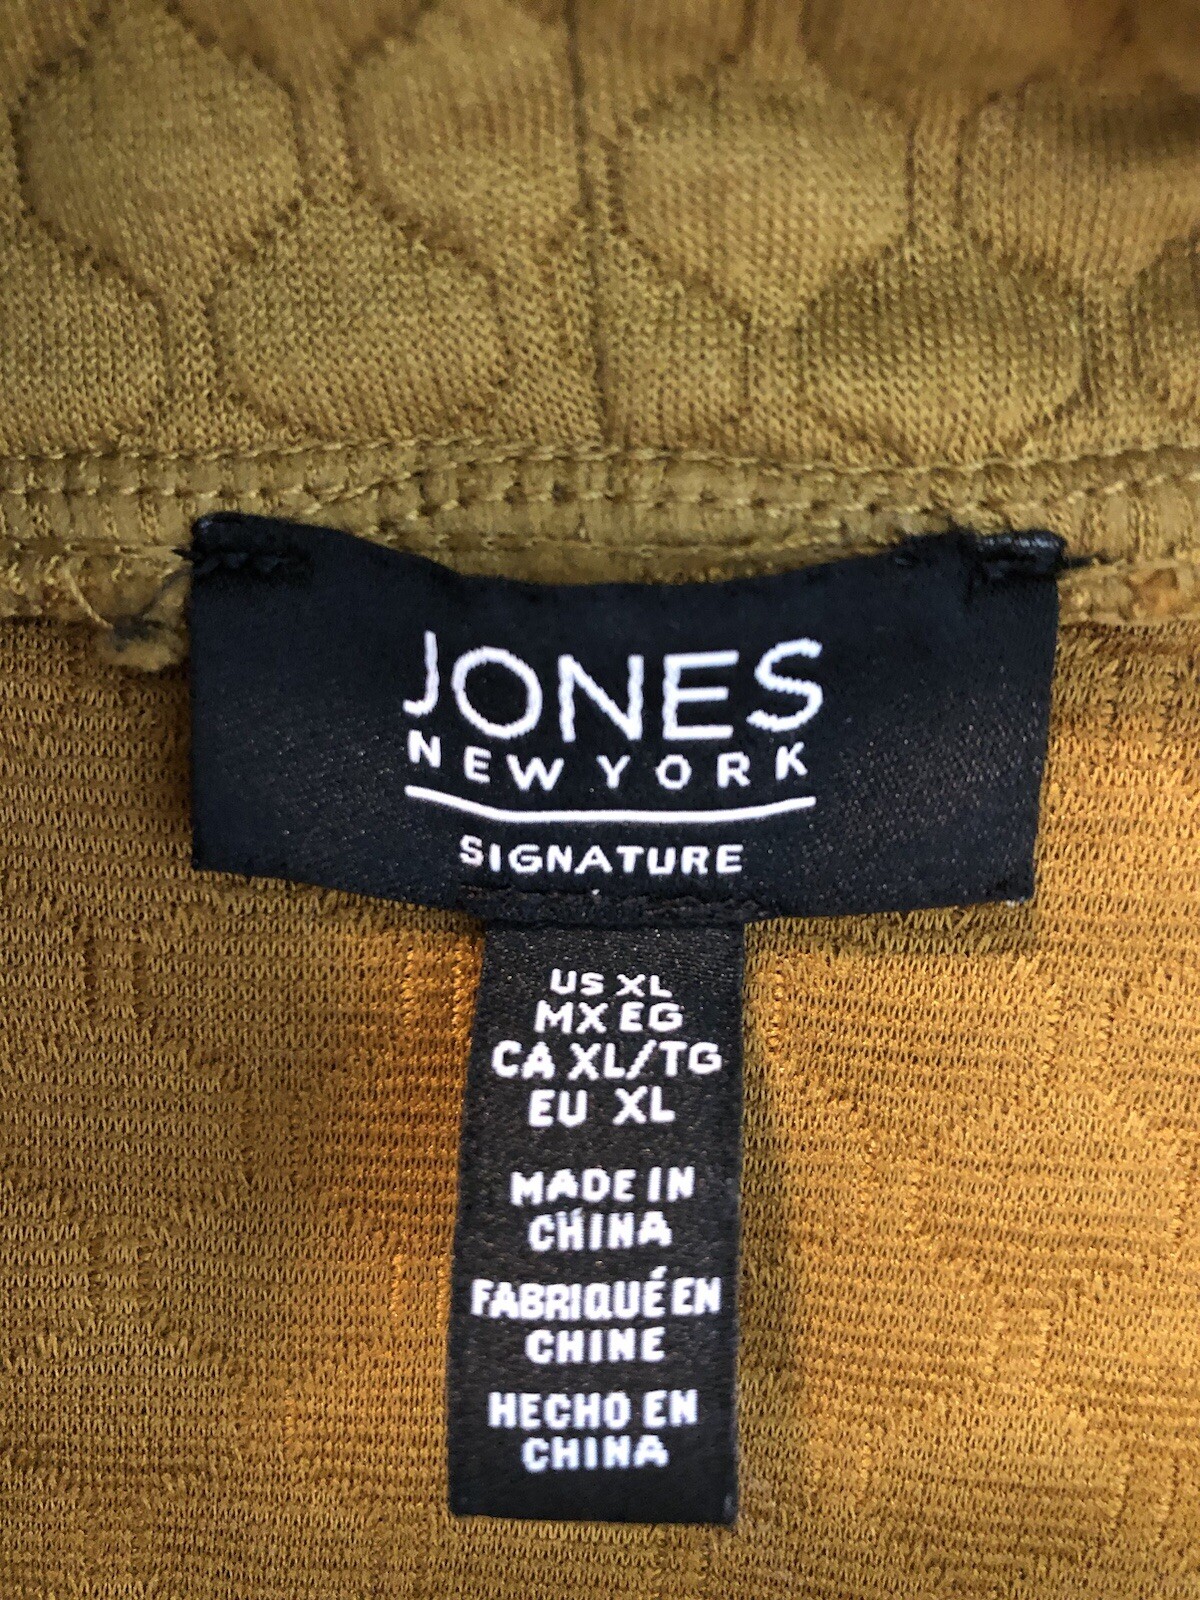 JONES
NEW YORK
SIGNATURE
US XL
MX EG
CA XL/TG
EU XL
MADE IN
CHINA
FABRIQUÉ EN
CHINE
HECHO EN
CHINA